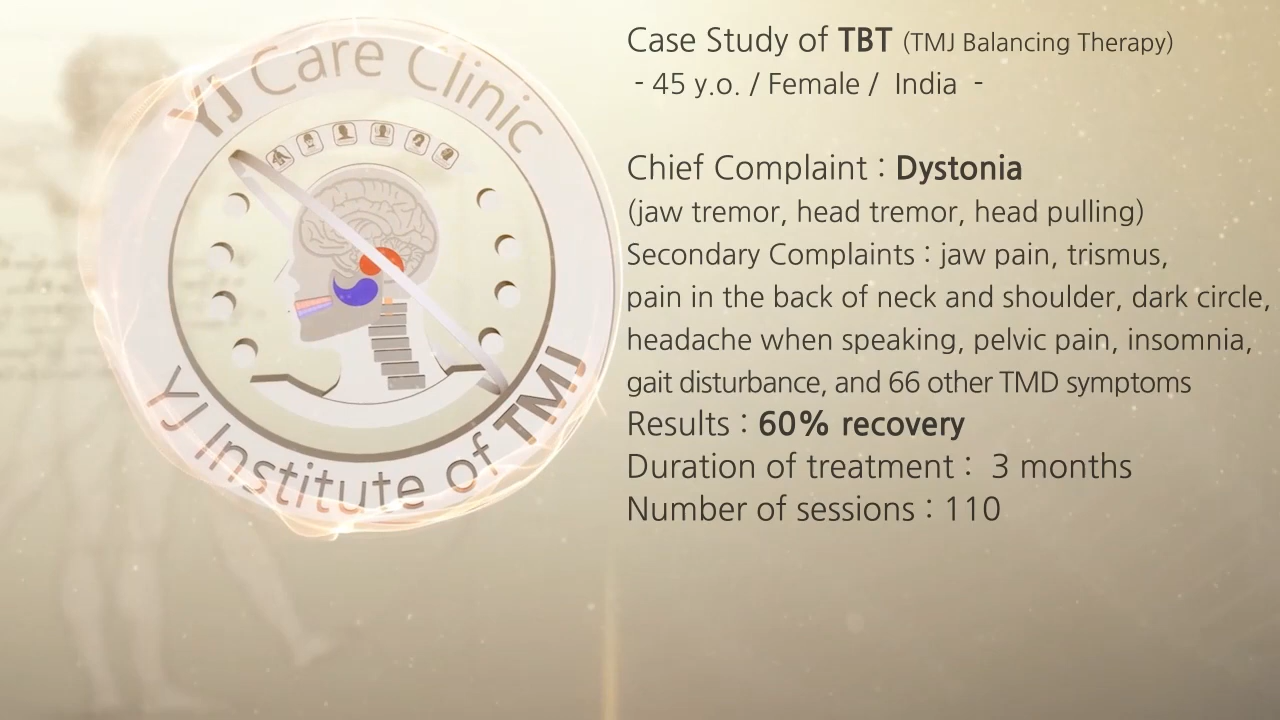 YJ Care Clinic
YJ Institute of TMJ
Case Study of TBT (TMJ Balancing Therapy)
- 45 y.o. / Female / India -
Chief Complaint : Dystonia
(jaw tremor, head tremor, head pulling)
Secondary Complaints : jaw pain, trismus,
pain in the back of neck and shoulder, dark circle,
headache when speaking, pelvic pain, insomnia,
gait disturbance, and 66 other TMD symptoms
Results : 60% recovery
Duration of treatment : 3 months
Number of sessions : 110